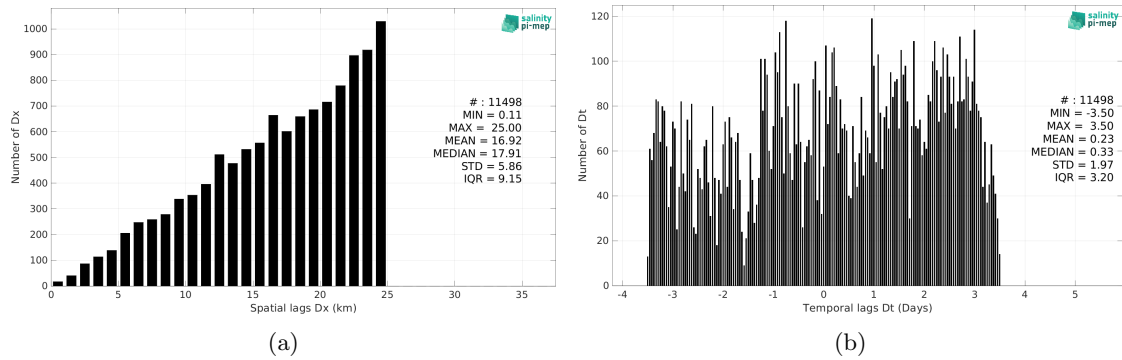 salinity
pi-mep
1000
900
800
700
600
500
400
300
200
100
0
Number of Dx
# : 11498
MIN = 0.11
MAX = 25.00
MEAN = 16.92
MEDIAN = 17.91
STD = 5.86
IQR = 9.15
0 5 10 15 20 25 30 35
Spatial lags Dx (km)
(a)
salinity
pi-mep
120
100
80
60
40
20
0
Number of Dt
# : 11498
MIN = -3.50
MAX = 3.50
MEAN = 0.23
MEDIAN = 0.33
STD = 1.97
IQR = 3.20
-4 -3 -2 -1 0 1 2 3 4 5
Temporal lags Dt (Days)
(b)